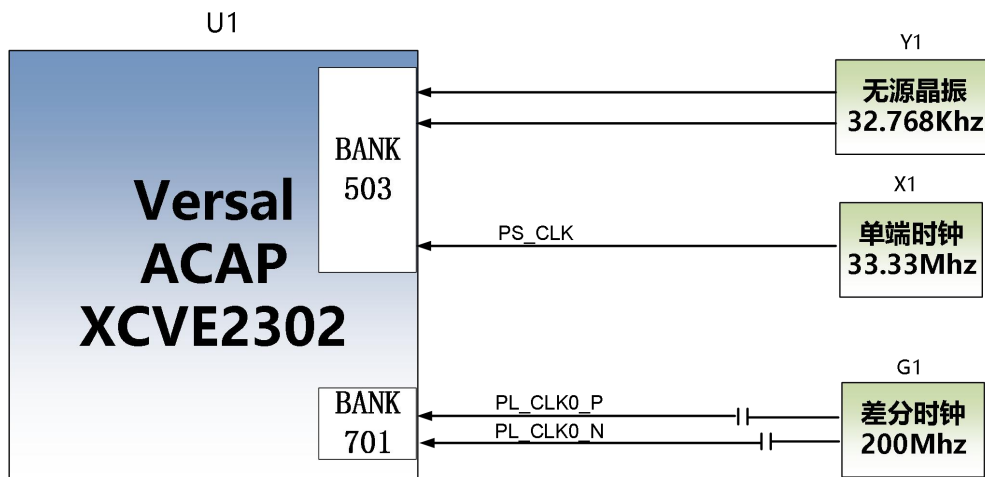 U1
Versal
ACAP
XCVE2302
BANK
503
BANK
701
Y1
无源晶振
32.768Khz
X1
PS_CLK
单端时钟
33.33Mhz
G1
PL_CLK0_P
PL_CLK0_N
差分时钟
200Mhz